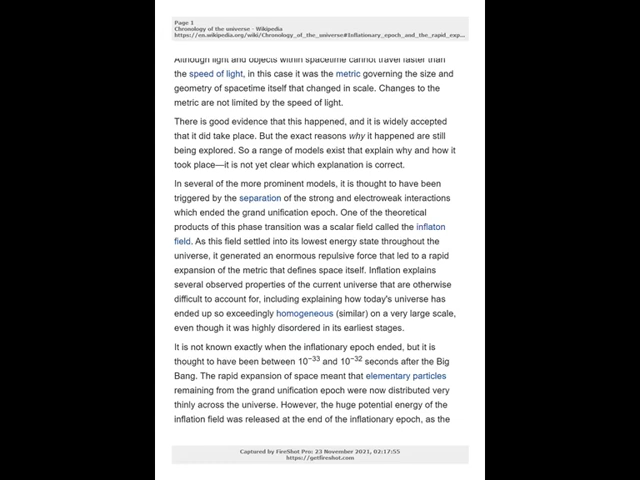 Page 1
Chronology of the universe - Wikipedia
https://en.wikipedia.org/wiki/Chronology_of_the_universe#Inflationary_epoch_and_the_rapid_exp...
Although light and objects within spacetime cannot travel faster than
the speed of light, in this case it was the metric governing the size and
geometry of spacetime itself that changed in scale. Changes to the
metric are not limited by the speed of light.
There is good evidence that this happened, and it is widely accepted
that it did take place. But the exact reasons why it happened are still
being explored. So a range of models exist that explain why and how it
took place—it is not yet clear which explanation is correct.
In several of the more prominent models, it is thought to have been
triggered by the separation of the strong and electroweak interactions
which ended the grand unification epoch. One of the theoretical
products of this phase transition was a scalar field called the inflaton
field. As this field settled into its lowest energy state throughout the
universe, it generated an enormous repulsive force that led to a rapid
expansion of the metric that defines space itself. Inflation explains
several observed properties of the current universe that are otherwise
difficult to account for, including explaining how today's universe has
ended up so exceedingly homogeneous (similar) on a very large scale,
even though it was highly disordered in its earliest stages.
It is not known exactly when the inflationary epoch ended, but it is
thought to have been between 10⁻³³ and 10⁻³² seconds after the Big
Bang. The rapid expansion of space meant that elementary particles
remaining from the grand unification epoch were now distributed very
thinly across the universe. However, the huge potential energy of the
inflation field was released at the end of the inflationary epoch, as the
Captured by FireShot Pro: 23 November 2021, 02:17:55
https://getfireshot.com